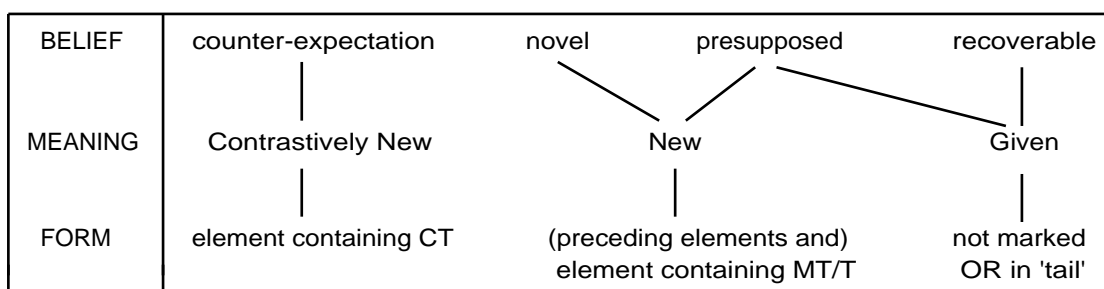 BELIEF counter-expectation novel presupposed recoverable
MEANING Contrastively New New Given
FORM element containing CT (preceding elements and) not marked
element containing MT/T OR in 'tail'